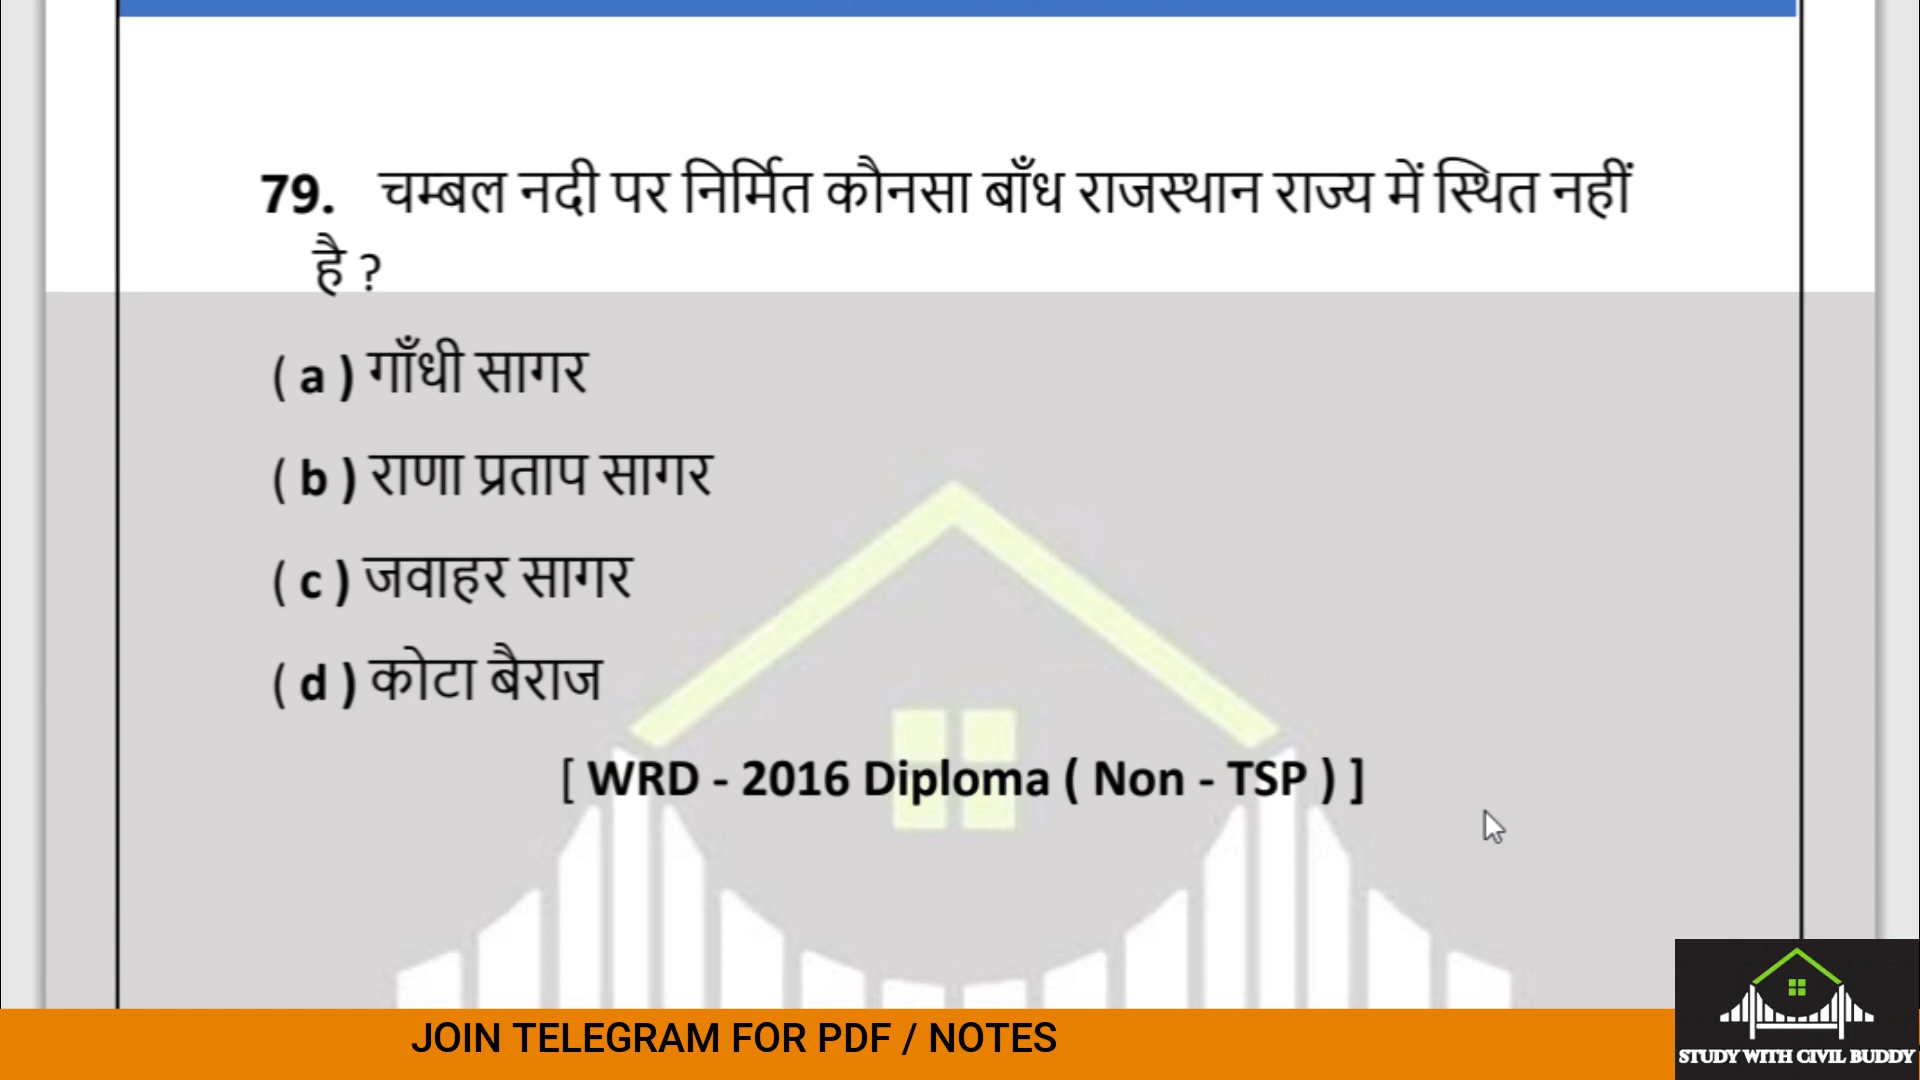 79. चम्बल नदी पर निर्मित कौनसा बाँध राजस्थान राज्य में स्थित नहीं
है ?
( a ) गाँधी सागर
( b ) राणा प्रताप सागर
( c ) जवाहर सागर
( d ) कोटा बैराज
[ WRD - 2016 Diploma ( Non - TSP ) ]
JOIN TELEGRAM FOR PDF / NOTES
STUDY WITH CIVIL BUDDY